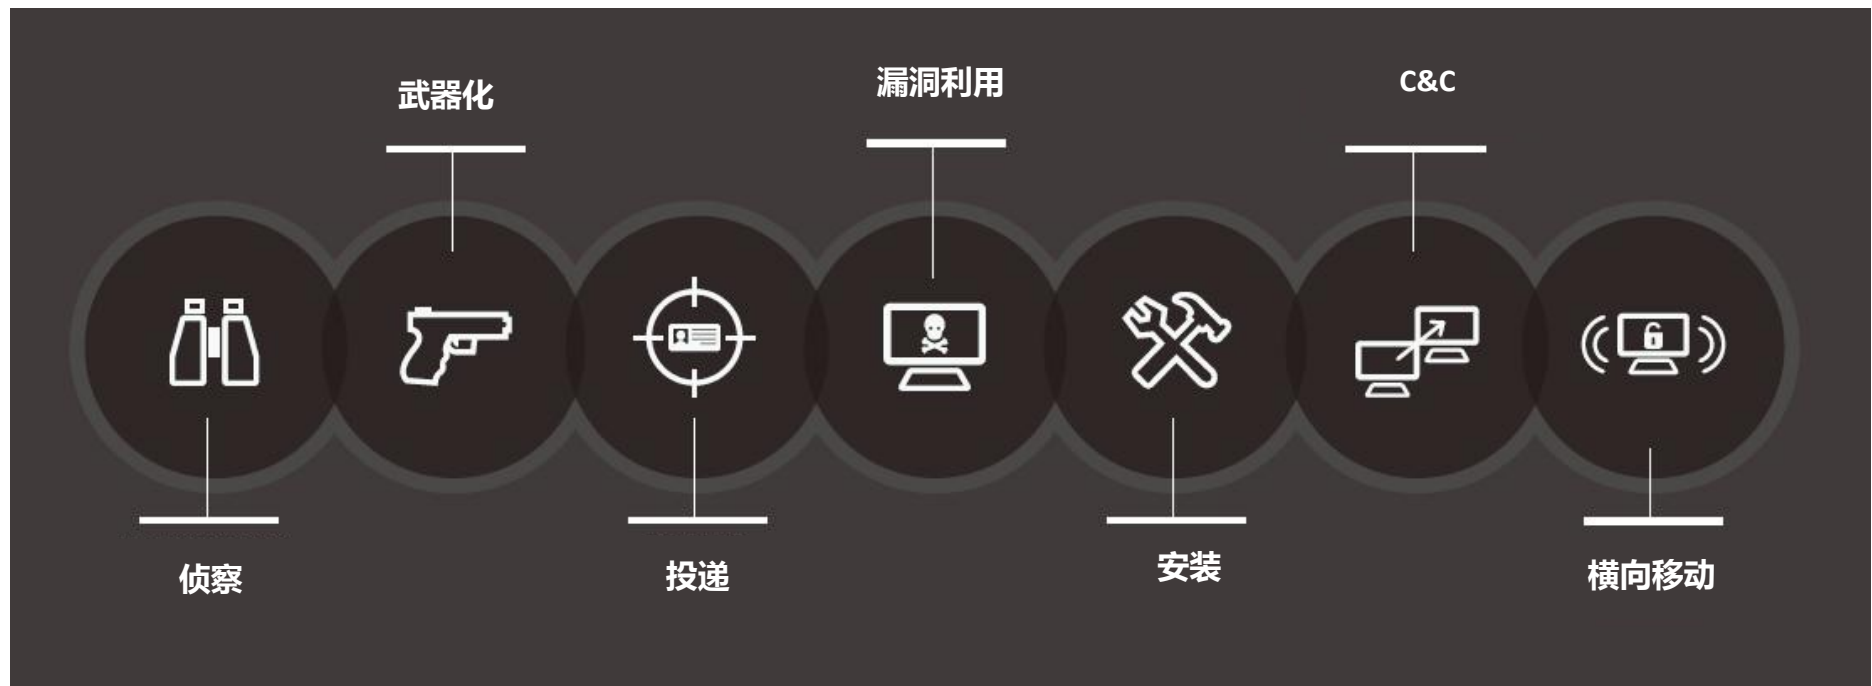 侦察
武器化
投递
漏洞利用
安装
C&C
横向移动